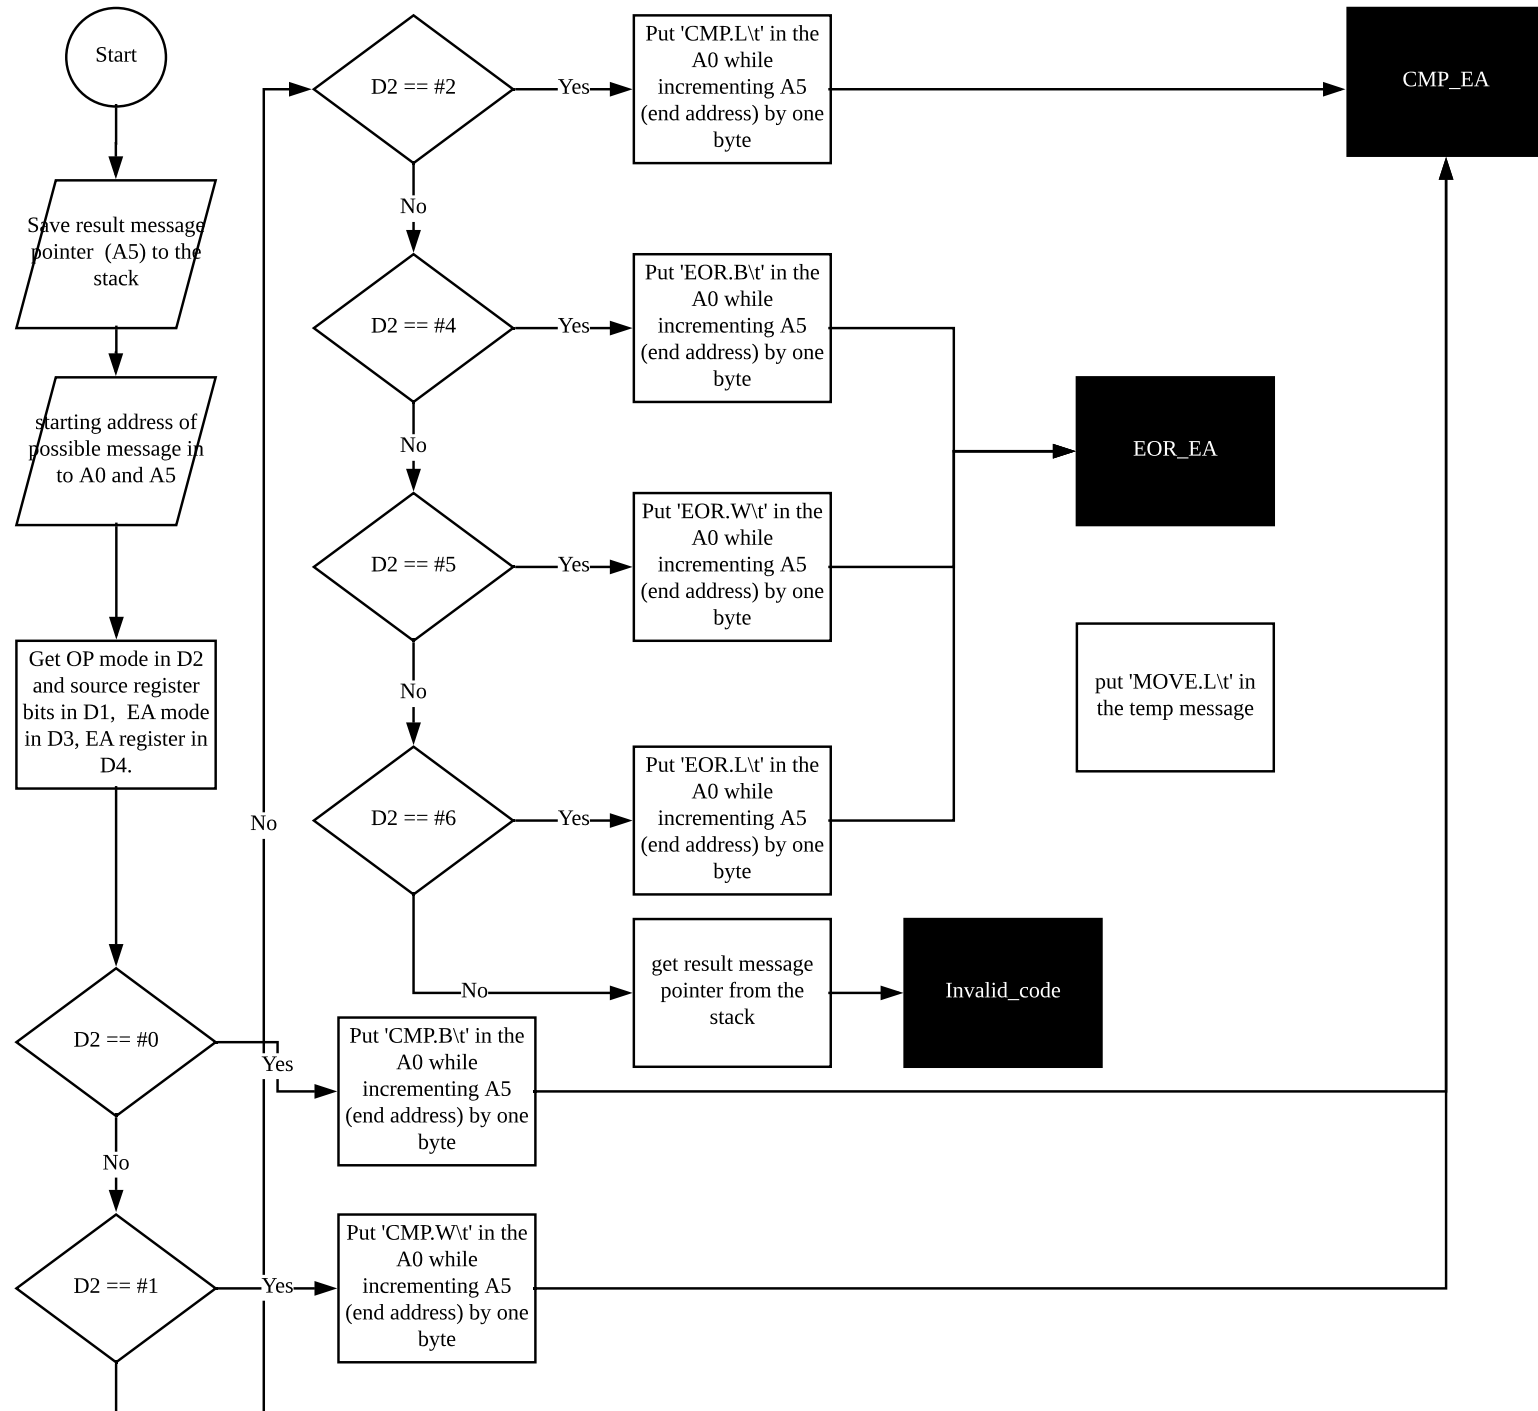 Start
Save result message
pointer  (A5) to the
stack
starting address of
possible message in
to A0 and A5
Get OP mode in D2
and source register
bits in D1,  EA mode
in D3, EA register in
D4.
D2 == #0
Yes
No
D2 == #1
Yes
No
D2 == #2
Yes
No
D2 == #4
Yes
No
D2 == #5
Yes
No
D2 == #6
Yes
No
Put 'CMP.L\t' in the
A0 while
incrementing A5
(end address) by one
byte
Put 'EOR.B\t' in the
A0 while
incrementing A5
(end address) by one
byte
Put 'EOR.W\t' in the
A0 while
incrementing A5
(end address) by one
byte
Put 'EOR.L\t' in the
A0 while
incrementing A5
(end address) by one
byte
get result message
pointer from the
stack
Invalid_code
Put 'CMP.B\t' in the
A0 while
incrementing A5
(end address) by one
byte
Put 'CMP.W\t' in the
A0 while
incrementing A5
(end address) by one
byte
CMP_EA
EOR_EA
put 'MOVE.L\t' in
the temp message